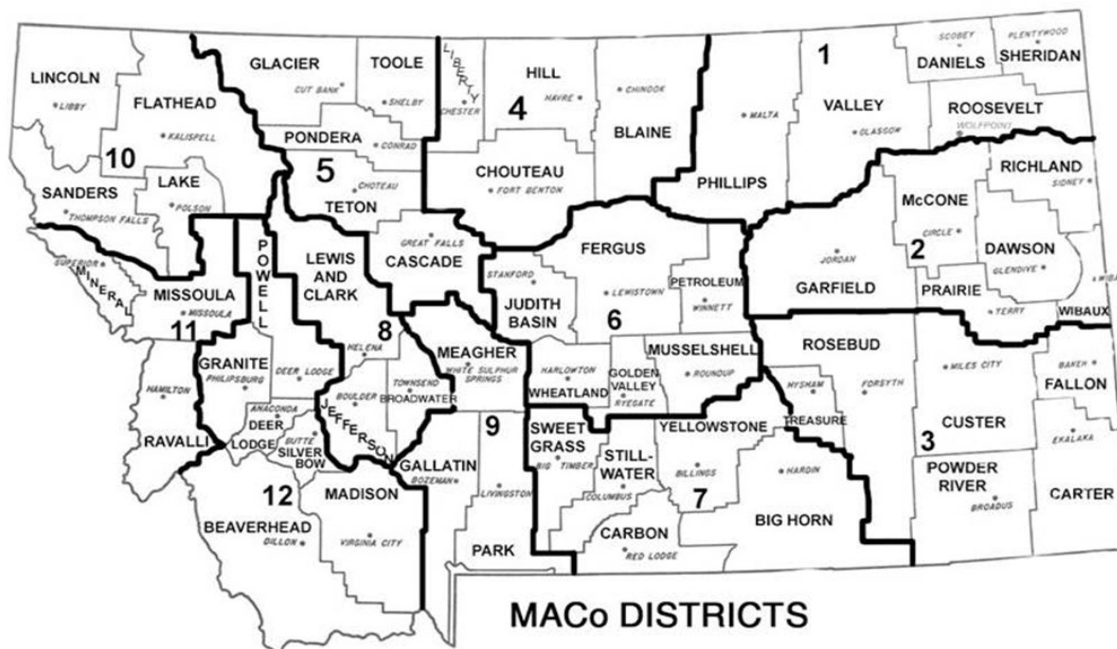 LINCOLN
LIBBY
FLATHEAD
KALISPELL
10
SANDERS
THOMPSON FALLS
LAKE
POLSON
GLACIER
CUT BANK
TOOLE
SHELBY
PONDERA
CONRAD
5
CHOTEAU
TETON
LIBERTY
CHESTER
HILL
HAVRE
4
CHINOOK
BLAINE
CHOUTEAU
FORT BENTON
1
MALTA
PHILLIPS
VALLEY
GLASGOW
SCOBEY
DANIELS
PLENTYWOOD
SHERIDAN
ROOSEVELT
WOLFPOINT
RICHLAND
SIDNEY
McCONE
CIRCLE
2
DAWSON
GLENDIVE
JORDAN
GARFIELD
PRAIRIE
TERRY
WIBA
WIBAUX
SUPERIOR
MINERAL
MISSOULA
MISSOULA
11
POWELL
DEER LODGE
LEWIS
AND
CLARK
8
HELENA
GREAT FALLS
CASCADE
STANFORD
JUDITH
BASIN
FERGUS
LEWISTOWN
6
PETROLEUM
WINNETT
GRANITE
PHILIPSBURG
HAMILTON
RAVALLI
ANACONDA
DEER
LODGE
BUTTE
SILVER
BOW
BOULDER
JEFFERSON
TOWNSEND
BROADWATER
MEAGHER
WHITE SULPHUR
SPRINGS
HARLOWTON
WHEATLAND
GOLDEN
VALLEY
RYEGATE
MUSSELSHELL
ROUNDUP
ROSEBUD
HYSHAM
FORSYTH
TREASURE
MILES CITY
CUSTER
3
BAKEH
FALLON
EKALAKA
CARTER
POWDER
RIVER
BROADUS
12
BEAVERHEAD
DILLON
MADISON
VIRGINIA CITY
GALLATIN
BOZEMAN
9
LIVINGSTON
PARK
SWEET
GRASS
BIG TIMBER
STILL-
WATER
COLUMBUS
YELLOWSTONE
BILLINGS
7
HARDIN
BIG HORN
CARBON
RED LODGE
MACo DISTRICTS